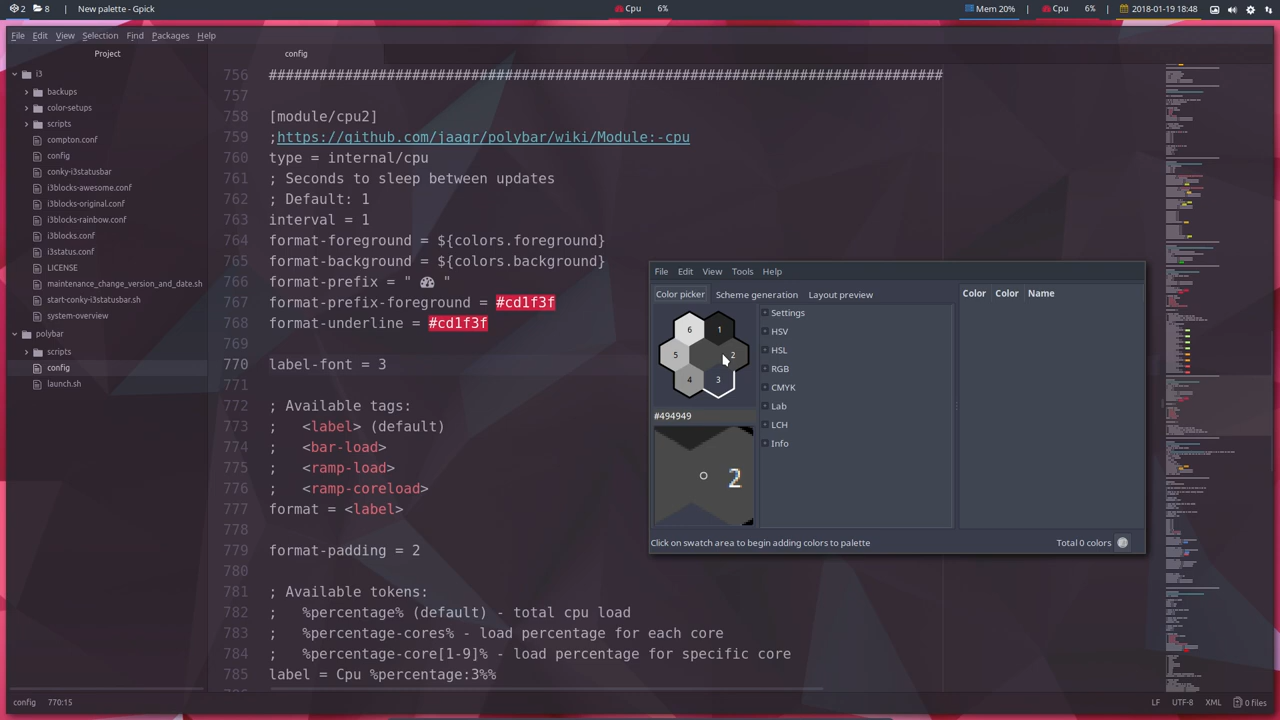 2 8 New palette - Gpick
Cpu 6%
Mem 20% | Cpu 6% | 2018-01-19 18:48
File Edit View Selection Find Packages Help
Project
config
i3
backups
color-setups
scripts
compton.conf
config
conky-i3statusbar
i3blocks-awesome.conf
i3blocks-original.conf
i3blocks-rainbow.conf
i3blocks.conf
i3status.conf
LICENSE
maintenance_change_version_and_date.sh
start-conky-i3statusbar.sh
system-overview
polybar
scripts
config
launch.sh
756 ################################################################################
757
758 [module/cpu2]
759 ;https://github.com/jaagr/polybar/wiki/Module:-cpu
760 type = internal/cpu
761 ; Seconds to sleep between updates
762 ; Default: 1
763 interval = 1
764 format-foreground = ${colors.foreground}
765 format-background = ${colors.background}
766 format-prefix = " "
767 format-prefix-foreground = #cd1f3f
768 format-underline = #cd1f3f
769
770 label-font = 3
771
772 ; Available tags:
773 ;   <label> (default)
774 ;   <bar-load>
775 ;   <ramp-load>
776 ;   <ramp-coreload>
777 format = <label>
778
779 format-padding = 2
780
781 ; Available tokens:
782 ;   %percentage% (default) - total cpu load
783 ;   %percentage-cores% - load percentage for each core
784 ;   %percentage-core[1-9]% - load percentage for specific core
785 label = Cpu %percentage:3%%
File Edit View Tools Help
Color picker Scheme generation Layout preview
6 1
5 2
4 3
#494949
2
Settings
HSV
HSL
RGB
CMYK
Lab
LCH
Info
Color Color Name
Click on swatch area to begin adding colors to palette
Total 0 colors
config 770:15
LF UTF-8 XML 0 files